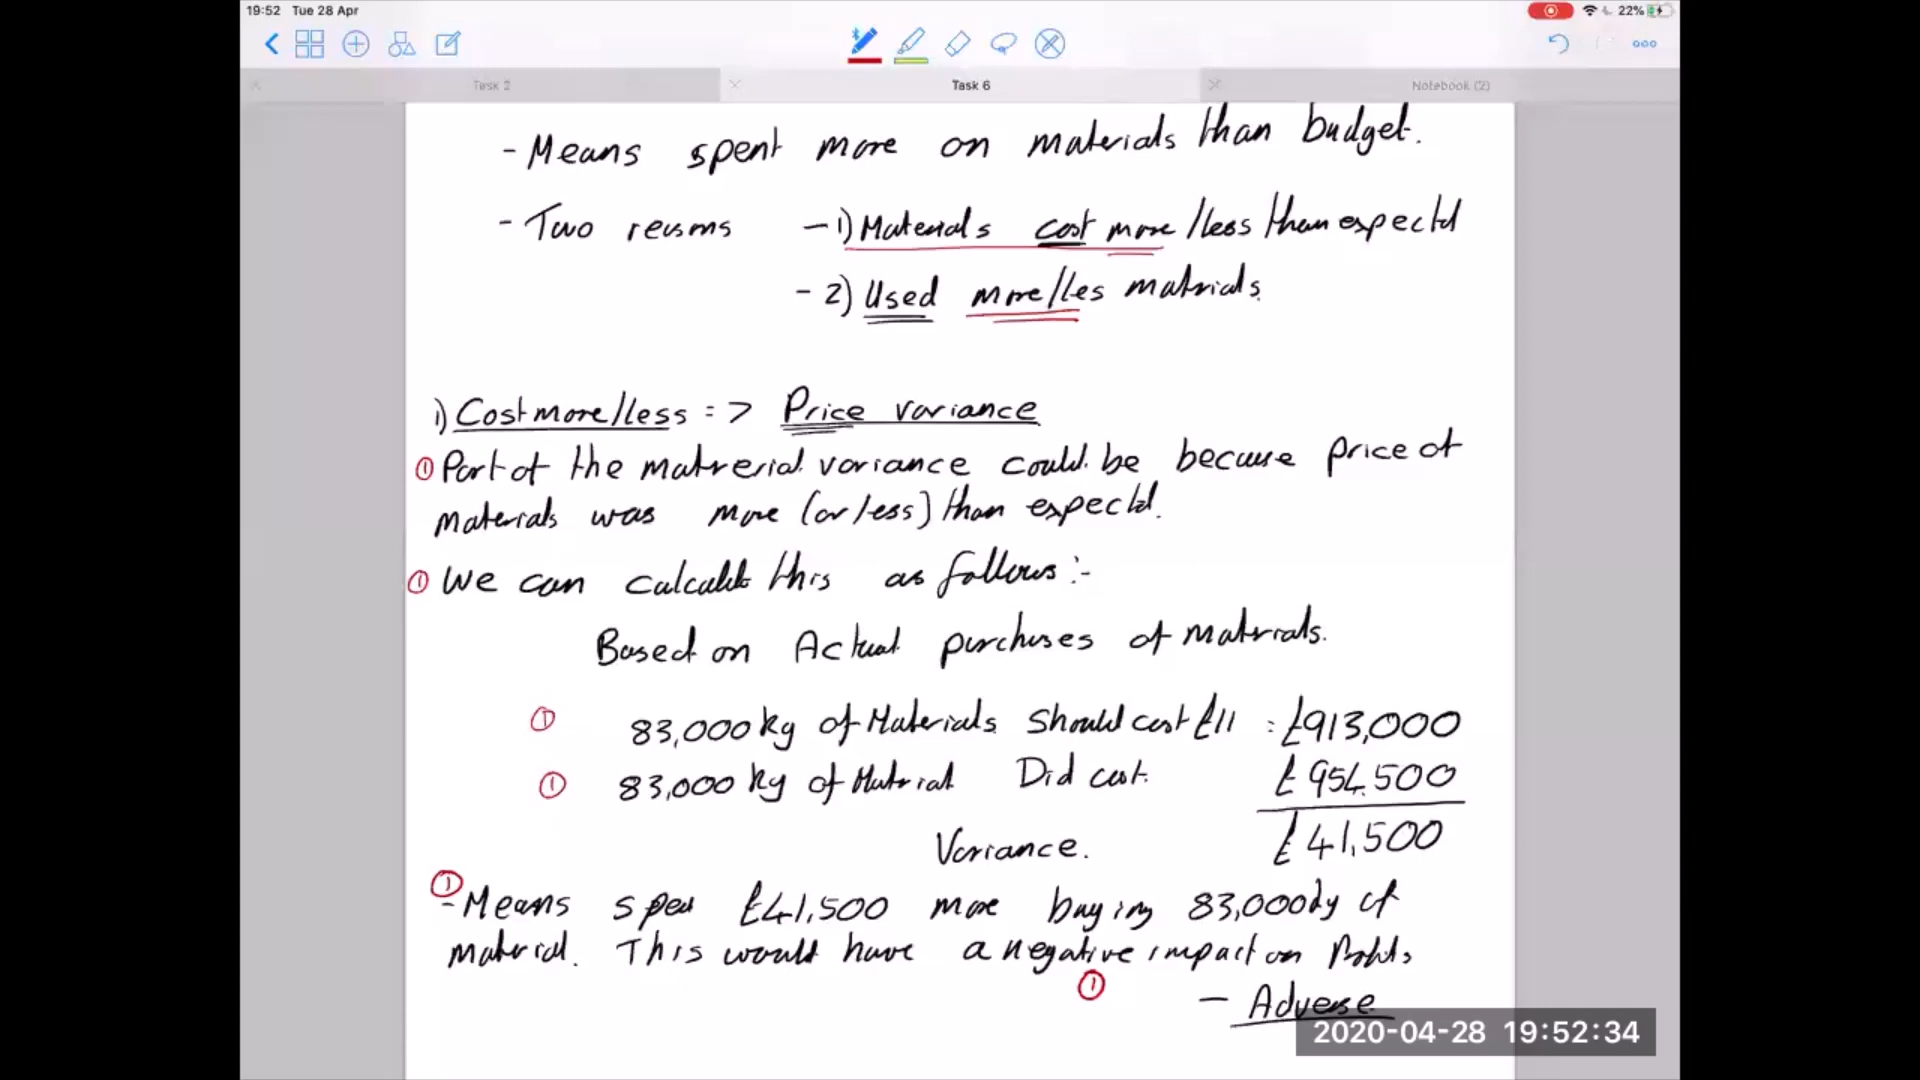 19:52 Tue 28 Apr
22%
Task 2
Task 6
Notebook (2)
- Means spent more on materials than budget.
- Two reasons - 1) Materials cost more/less than expectd
- 2) Used more/les materials.
1) Cost more/less => Price variance
① Part of the matrerial variance could be because price of
materials was more (or less) than expectd.
① We can calculate this as follows :-
Based on Actual purchases of materials.
① 83,000 kg of Materials Should cost £11 : £913,000
① 83,000 kg of Material Did cost. £954,500
Variance. £41,500
①
- Means £41,500 more buying 83,000kg of
material. This would have a negative impact on Profits
①
- Adverse
2020-04-28 19:52:34